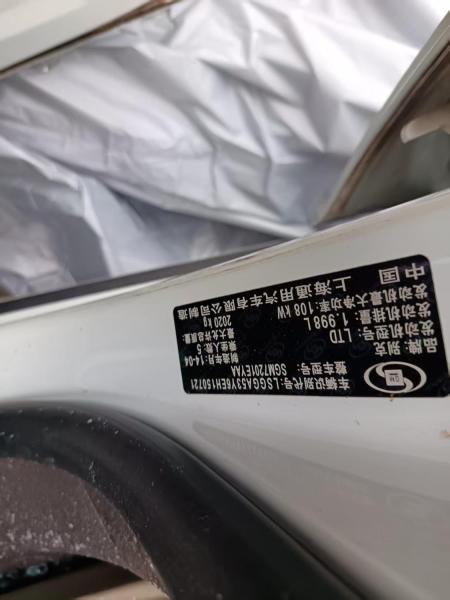 中国 上海通用汽车有限公司制造
品牌:别克
发动机型号:LTD
发动机排量:1.998 L
发动机最大净功率:108 kW
制造年月:14-04
乘坐人数:5
最大允许总质量:
2020 kg
整车型号: SGM7201EYAA
车辆识别代号:LSGGA53Y6EH150721
GM